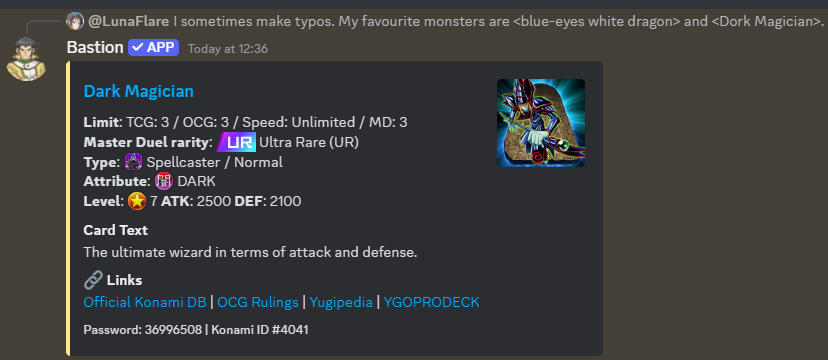 @LunaFlare I sometimes make typos. My favourite monsters are <blue-eyes white dragon> and <Dork Magician>.
Bastion ✓ APP Today at 12:36
Dark Magician
Limit: TCG: 3 / OCG: 3 / Speed: Unlimited / MD: 3
Master Duel rarity: UR Ultra Rare (UR)
Type: Spellcaster / Normal
Attribute: DARK
Level: 7 ATK: 2500 DEF: 2100
Card Text
The ultimate wizard in terms of attack and defense.
Links
Official Konami DB | OCG Rulings | Yugipedia | YGOPRODECK
Password: 36996508 | Konami ID #4041